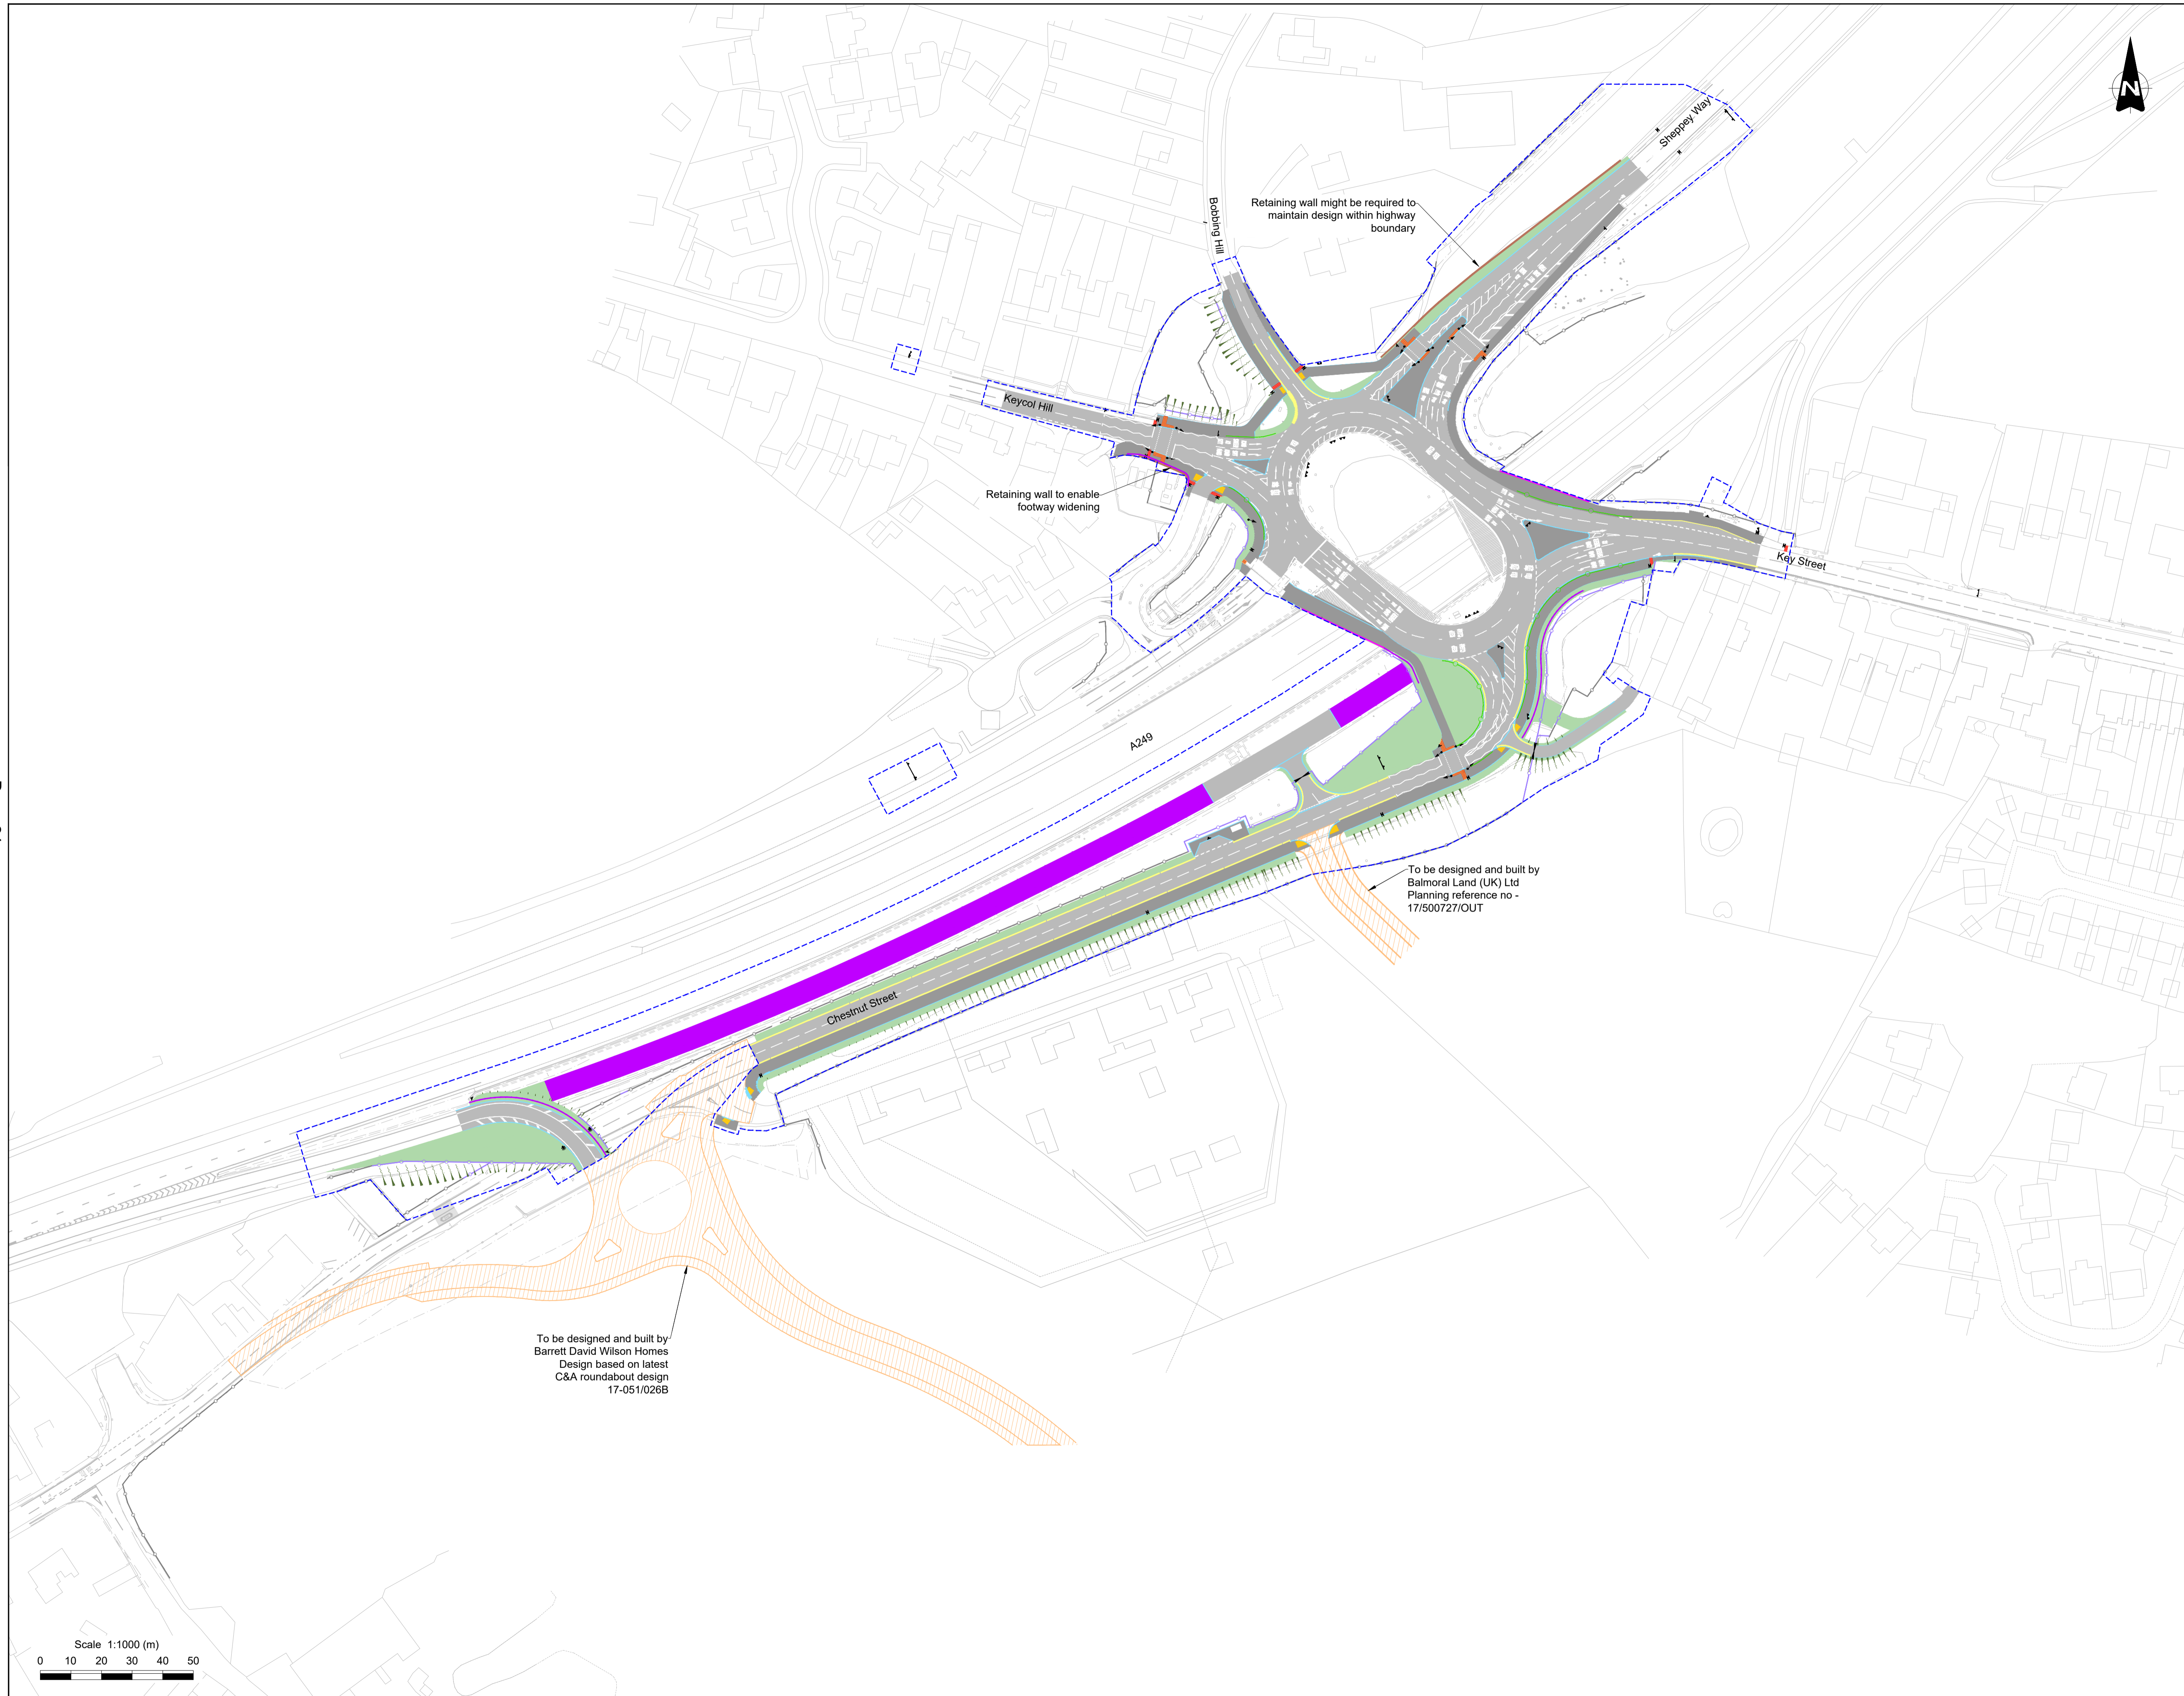 N
Sheppey Way
Retaining wall might be required to
maintain design within highway
boundary
Bobbing Hill
Keycol Hill
Retaining wall to enable
footway widening
Key Street
A249
To be designed and built by
Balmoral Land (UK) Ltd
Planning reference no -
17/500727/OUT
Chestnut Street
To be designed and built by
Barrett David Wilson Homes
Design based on latest
C&A roundabout design
17-051/026B
Scale 1:1000 (m)
0 10 20 30 40 50